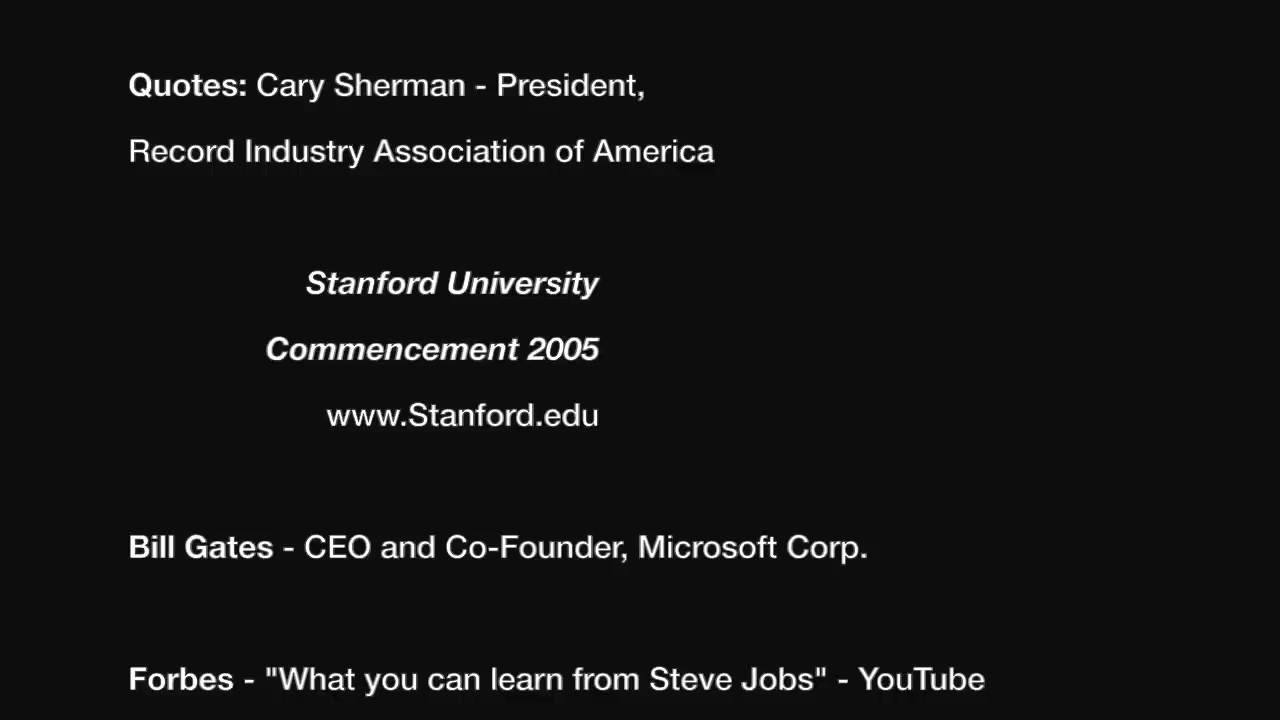 Quotes: Cary Sherman - President,
Record Industry Association of America
Stanford University
Commencement 2005
www.Stanford.edu
Bill Gates - CEO and Co-Founder, Microsoft Corp.
Forbes - "What you can learn from Steve Jobs" - YouTube